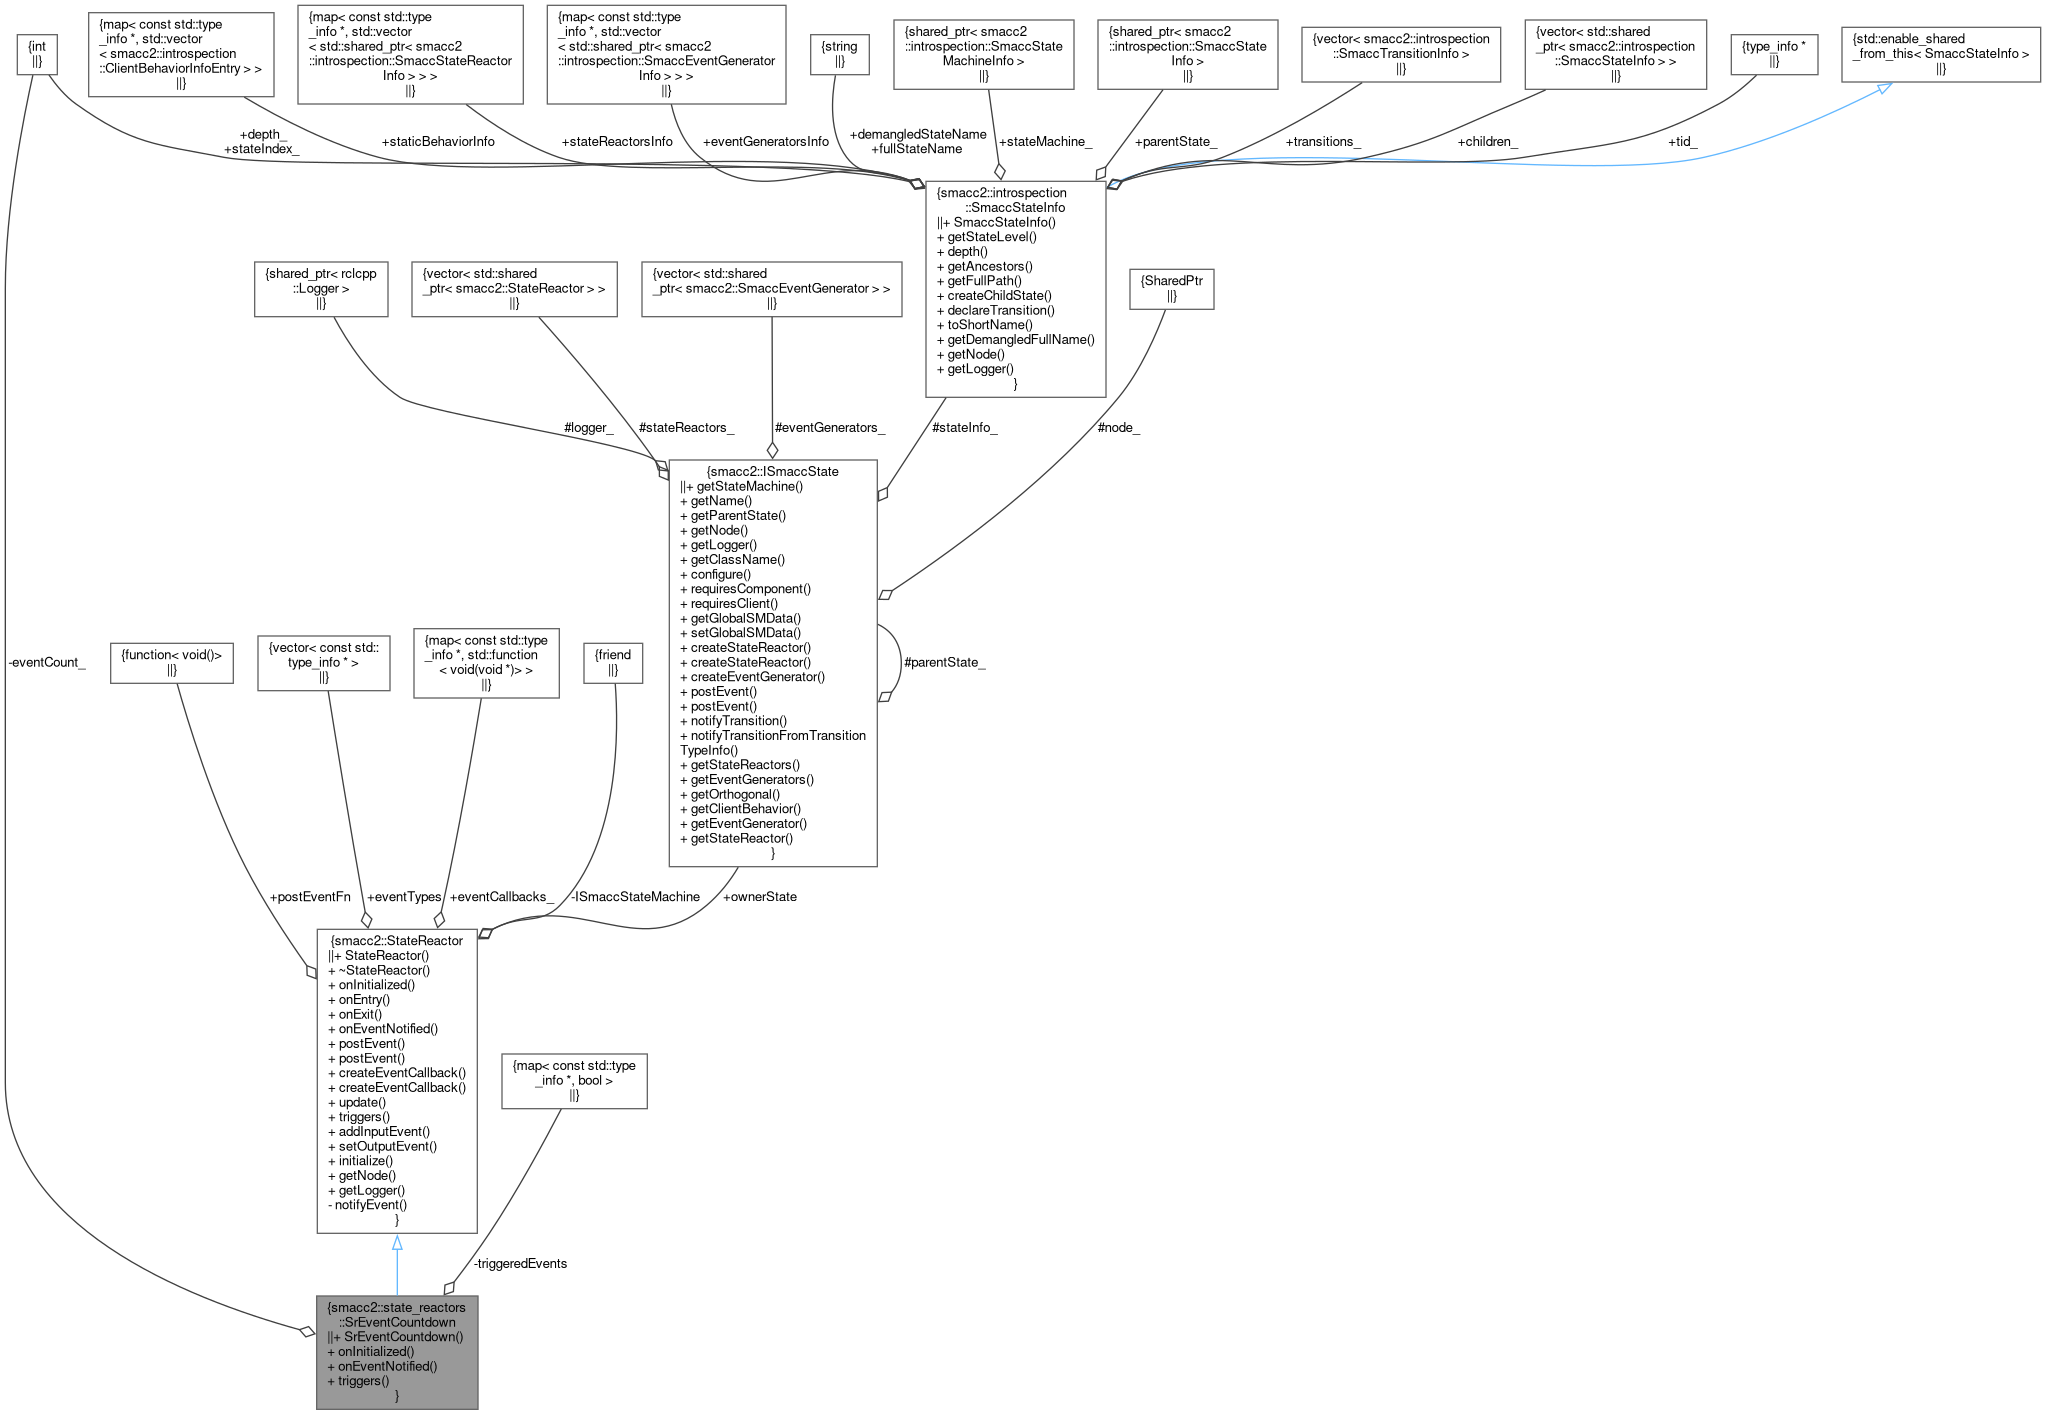 {int
||}
{map< const std::type
_info *, std::vector
< smacc2::introspection
::ClientBehaviorInfoEntry > >
||}
{map< const std::type
_info *, std::vector
< std::shared_ptr< smacc2
::introspection::SmaccStateReactor
Info > > >
||}
{map< const std::type
_info *, std::vector
< std::shared_ptr< smacc2
::introspection::SmaccEventGenerator
Info > > >
||}
{string
||}
{shared_ptr< smacc2
::introspection::SmaccState
MachineInfo >
||}
{shared_ptr< smacc2
::introspection::SmaccState
Info >
||}
{vector< smacc2::introspection
::SmaccTransitionInfo >
||}
{vector< std::shared
_ptr< smacc2::introspection
::SmaccStateInfo > >
||}
{type_info *
||}
{std::enable_shared
_from_this< SmaccStateInfo >
||}
+depth_
+stateIndex_
+staticBehaviorInfo
+stateReactorsInfo
+eventGeneratorsInfo
+demangledStateName
+fullStateName
+stateMachine_
+parentState_
+transitions_
+children_
+tid_
{smacc2::introspection
::SmaccStateInfo
||+ SmaccStateInfo()
+ getStateLevel()
+ depth()
+ getAncestors()
+ getFullPath()
+ createChildState()
+ declareTransition()
+ toShortName()
+ getDemangledFullName()
+ getNode()
+ getLogger()
}
{shared_ptr< rclcpp
::Logger >
||}
{vector< std::shared
_ptr< smacc2::StateReactor > >
||}
{vector< std::shared
_ptr< smacc2::SmaccEventGenerator > >
||}
{SharedPtr
||}
#logger_
#stateReactors_
#eventGenerators_
#stateInfo_
#node_
{smacc2::ISmaccState
||+ getStateMachine()
+ getName()
+ getParentState()
+ getNode()
+ getLogger()
+ getClassName()
+ configure()
+ requiresComponent()
+ requiresClient()
+ getGlobalSMData()
+ setGlobalSMData()
+ createStateReactor()
+ createStateReactor()
+ createEventGenerator()
+ postEvent()
+ postEvent()
+ notifyTransition()
+ notifyTransitionFromTransition
TypeInfo()
+ getStateReactors()
+ getEventGenerators()
+ getOrthogonal()
+ getClientBehavior()
+ getEventGenerator()
+ getStateReactor()
}
#parentState_
-eventCount_
{function< void()>
||}
{vector< const std::
type_info * >
||}
{map< const std::type
_info *, std::function
< void(void *)> >
||}
{friend
||}
+postEventFn
+eventTypes
+eventCallbacks_
-ISmaccStateMachine
+ownerState
{smacc2::StateReactor
||+ StateReactor()
+ ~StateReactor()
+ onInitialized()
+ onEntry()
+ onExit()
+ onEventNotified()
+ postEvent()
+ postEvent()
+ createEventCallback()
+ createEventCallback()
+ update()
+ triggers()
+ addInputEvent()
+ setOutputEvent()
+ initialize()
+ getNode()
+ getLogger()
- notifyEvent()
}
{map< const std::type
_info *, bool >
||}
-triggeredEvents
{smacc2::state_reactors
::SrEventCountdown
||+ SrEventCountdown()
+ onInitialized()
+ onEventNotified()
+ triggers()
}